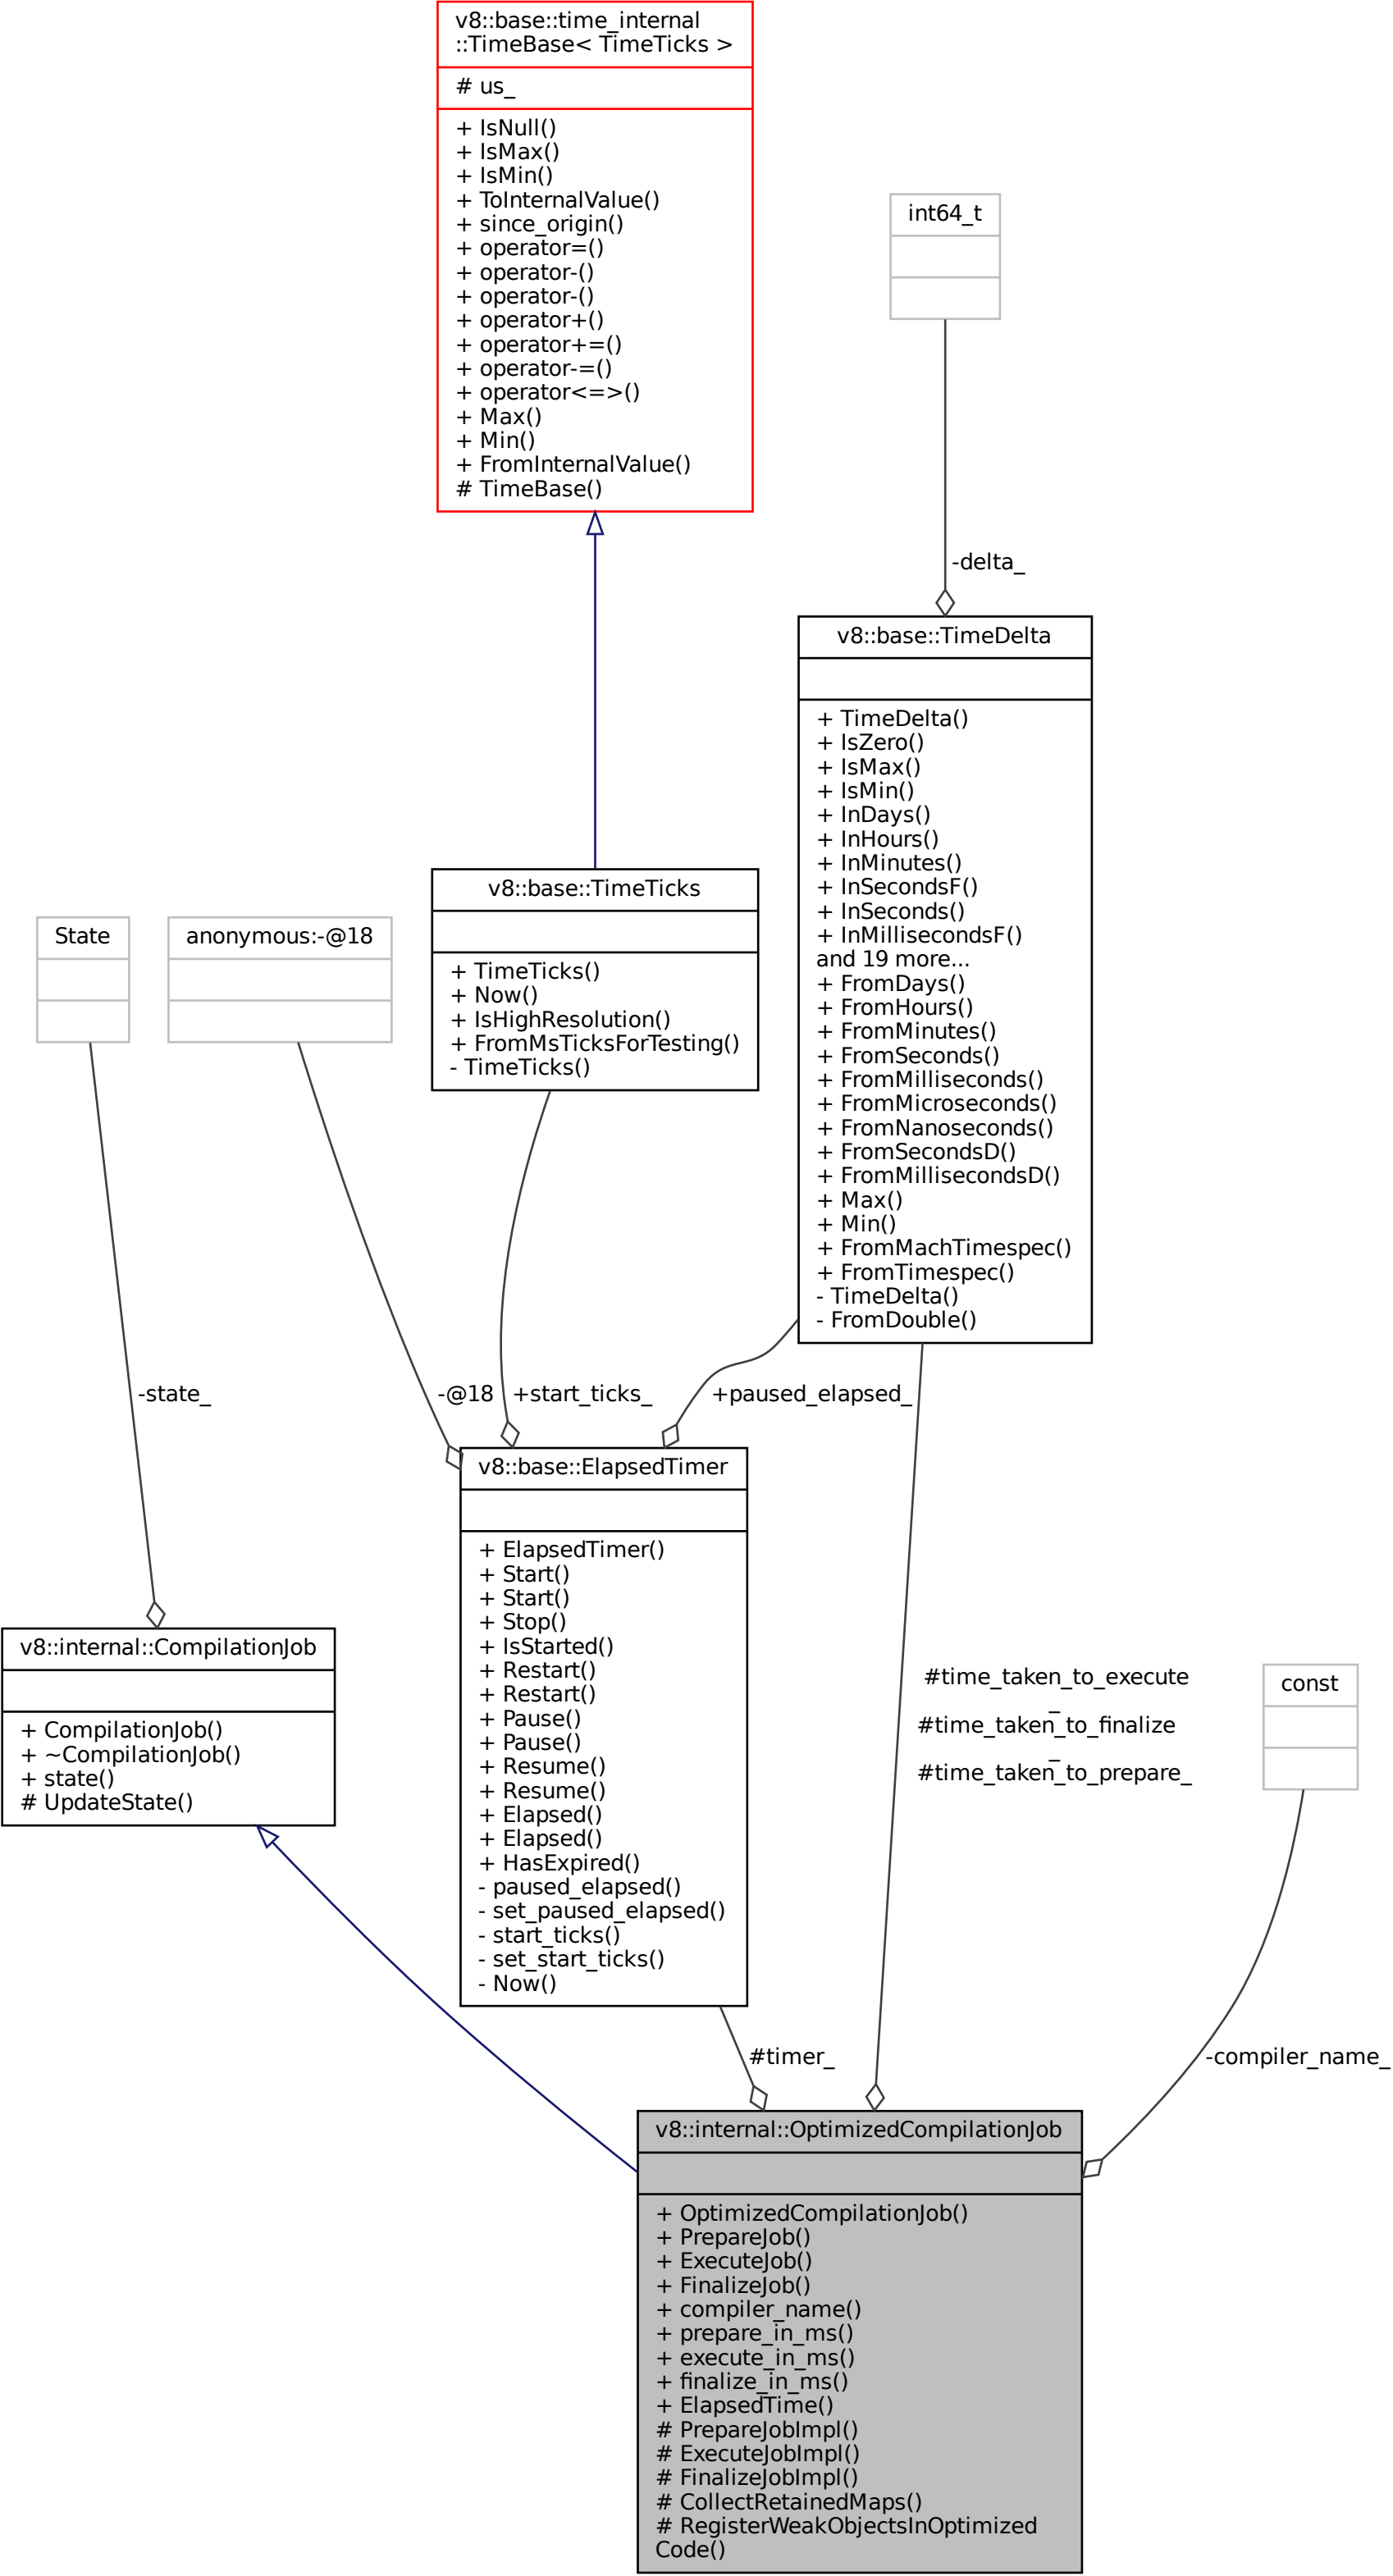 v8::base::time_internal
::TimeBase< TimeTicks >
# us_
+ IsNull()
+ IsMax()
+ IsMin()
+ ToInternalValue()
+ since_origin()
+ operator=()
+ operator-()
+ operator-()
+ operator+()
+ operator+=()
+ operator-=()
+ operator<=>()
+ Max()
+ Min()
+ FromInternalValue()
# TimeBase()
int64_t
-delta_
v8::base::TimeDelta
+ TimeDelta()
+ IsZero()
+ IsMax()
+ IsMin()
+ InDays()
+ InHours()
+ InMinutes()
+ InSecondsF()
+ InSeconds()
+ InMillisecondsF()
and 19 more...
+ FromDays()
+ FromHours()
+ FromMinutes()
+ FromSeconds()
+ FromMilliseconds()
+ FromMicroseconds()
+ FromNanoseconds()
+ FromSecondsD()
+ FromMillisecondsD()
+ Max()
+ Min()
+ FromMachTimespec()
+ FromTimespec()
- TimeDelta()
- FromDouble()
v8::base::TimeTicks
+ TimeTicks()
+ Now()
+ IsHighResolution()
+ FromMsTicksForTesting()
- TimeTicks()
State
anonymous:-@18
-state_
-@18
+start_ticks_
+paused_elapsed_
v8::base::ElapsedTimer
+ ElapsedTimer()
+ Start()
+ Start()
+ Stop()
+ IsStarted()
+ Restart()
+ Restart()
+ Pause()
+ Pause()
+ Resume()
+ Resume()
+ Elapsed()
+ Elapsed()
+ HasExpired()
- paused_elapsed()
- set_paused_elapsed()
- start_ticks()
- set_start_ticks()
- Now()
v8::internal::CompilationJob
+ CompilationJob()
+ ~CompilationJob()
+ state()
# UpdateState()
#time_taken_to_execute
_
#time_taken_to_finalize
_
#time_taken_to_prepare_
const
#timer_
-compiler_name_
v8::internal::OptimizedCompilationJob
+ OptimizedCompilationJob()
+ PrepareJob()
+ ExecuteJob()
+ FinalizeJob()
+ compiler_name()
+ prepare_in_ms()
+ execute_in_ms()
+ finalize_in_ms()
+ ElapsedTime()
# PrepareJobImpl()
# ExecuteJobImpl()
# FinalizeJobImpl()
# CollectRetainedMaps()
# RegisterWeakObjectsInOptimized
Code()